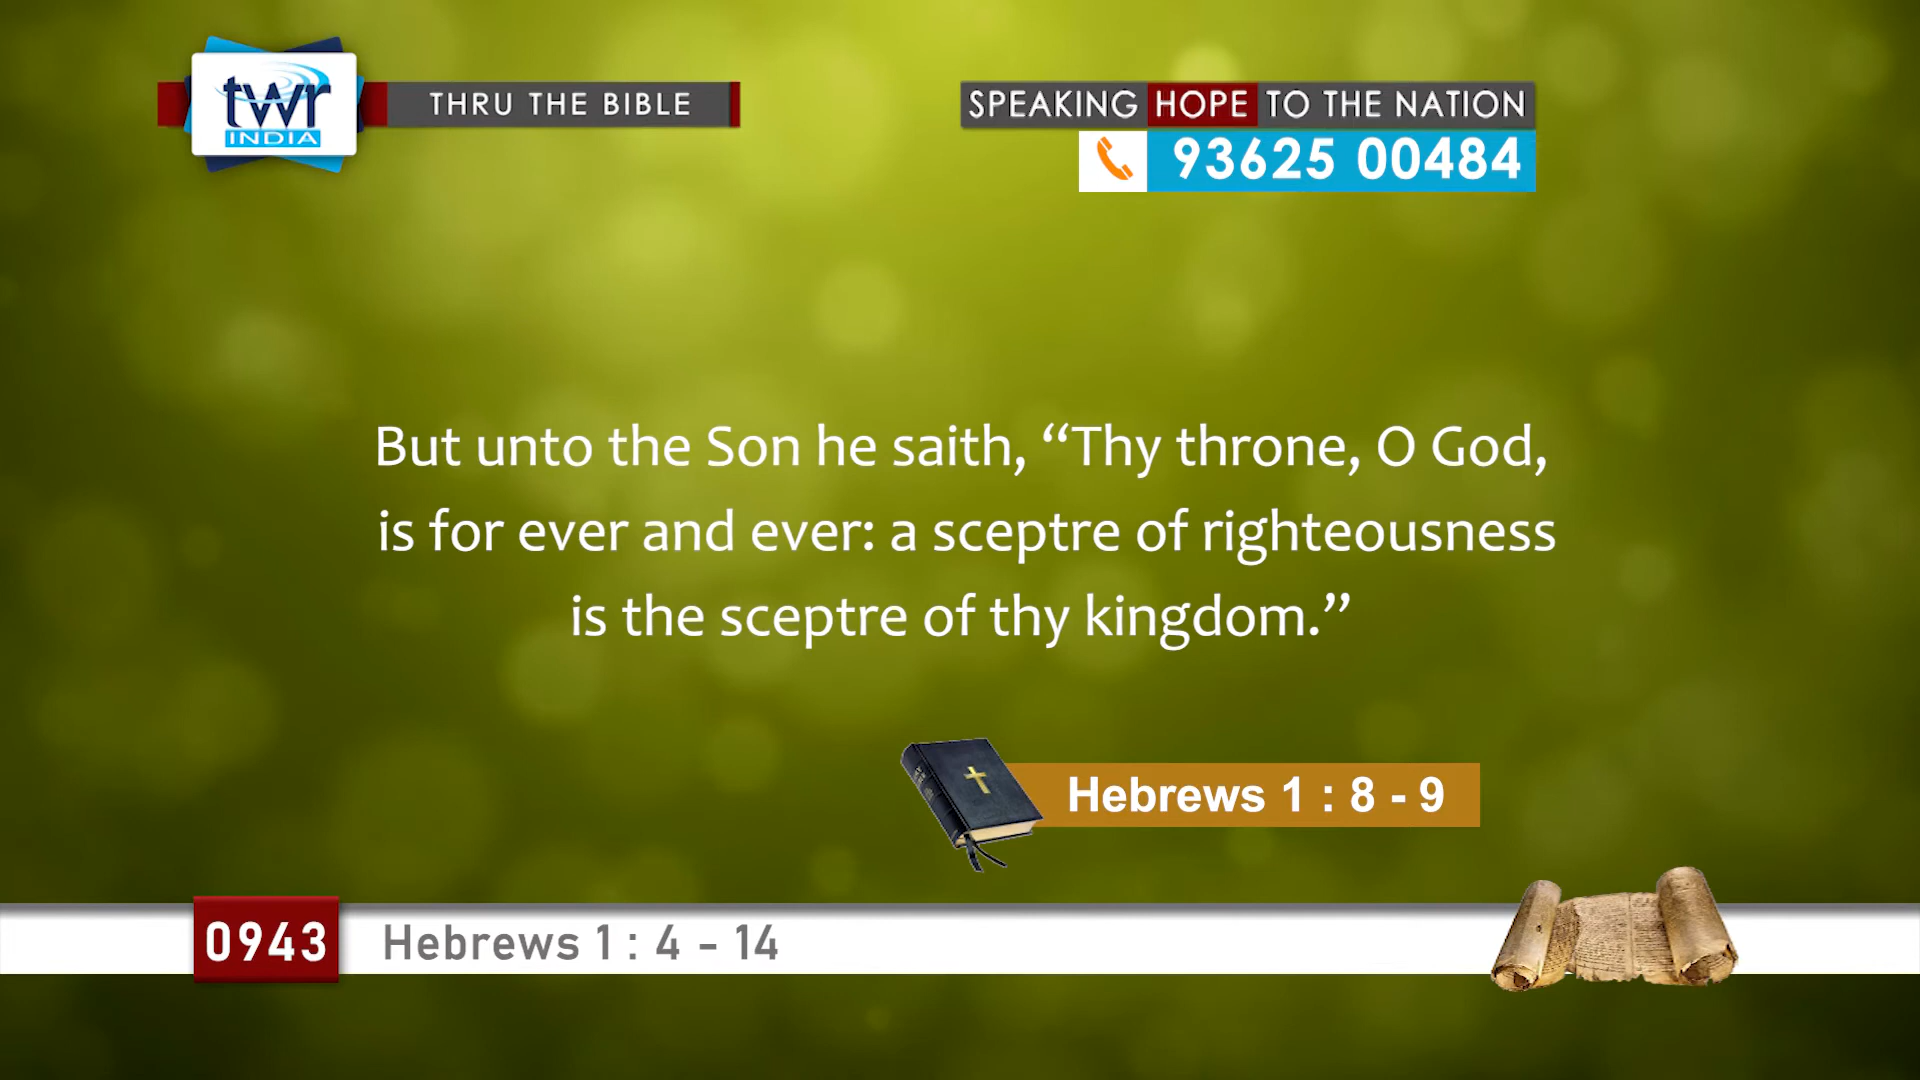 twr
INDIA
THRU THE BIBLE
SPEAKING HOPE TO THE NATION
93625 00484
But unto the Son he saith, “Thy throne, O God,
is for ever and ever: a sceptre of righteousness
is the sceptre of thy kingdom.”
Hebrews 1 : 8 - 9
0943
Hebrews 1 : 4 - 14